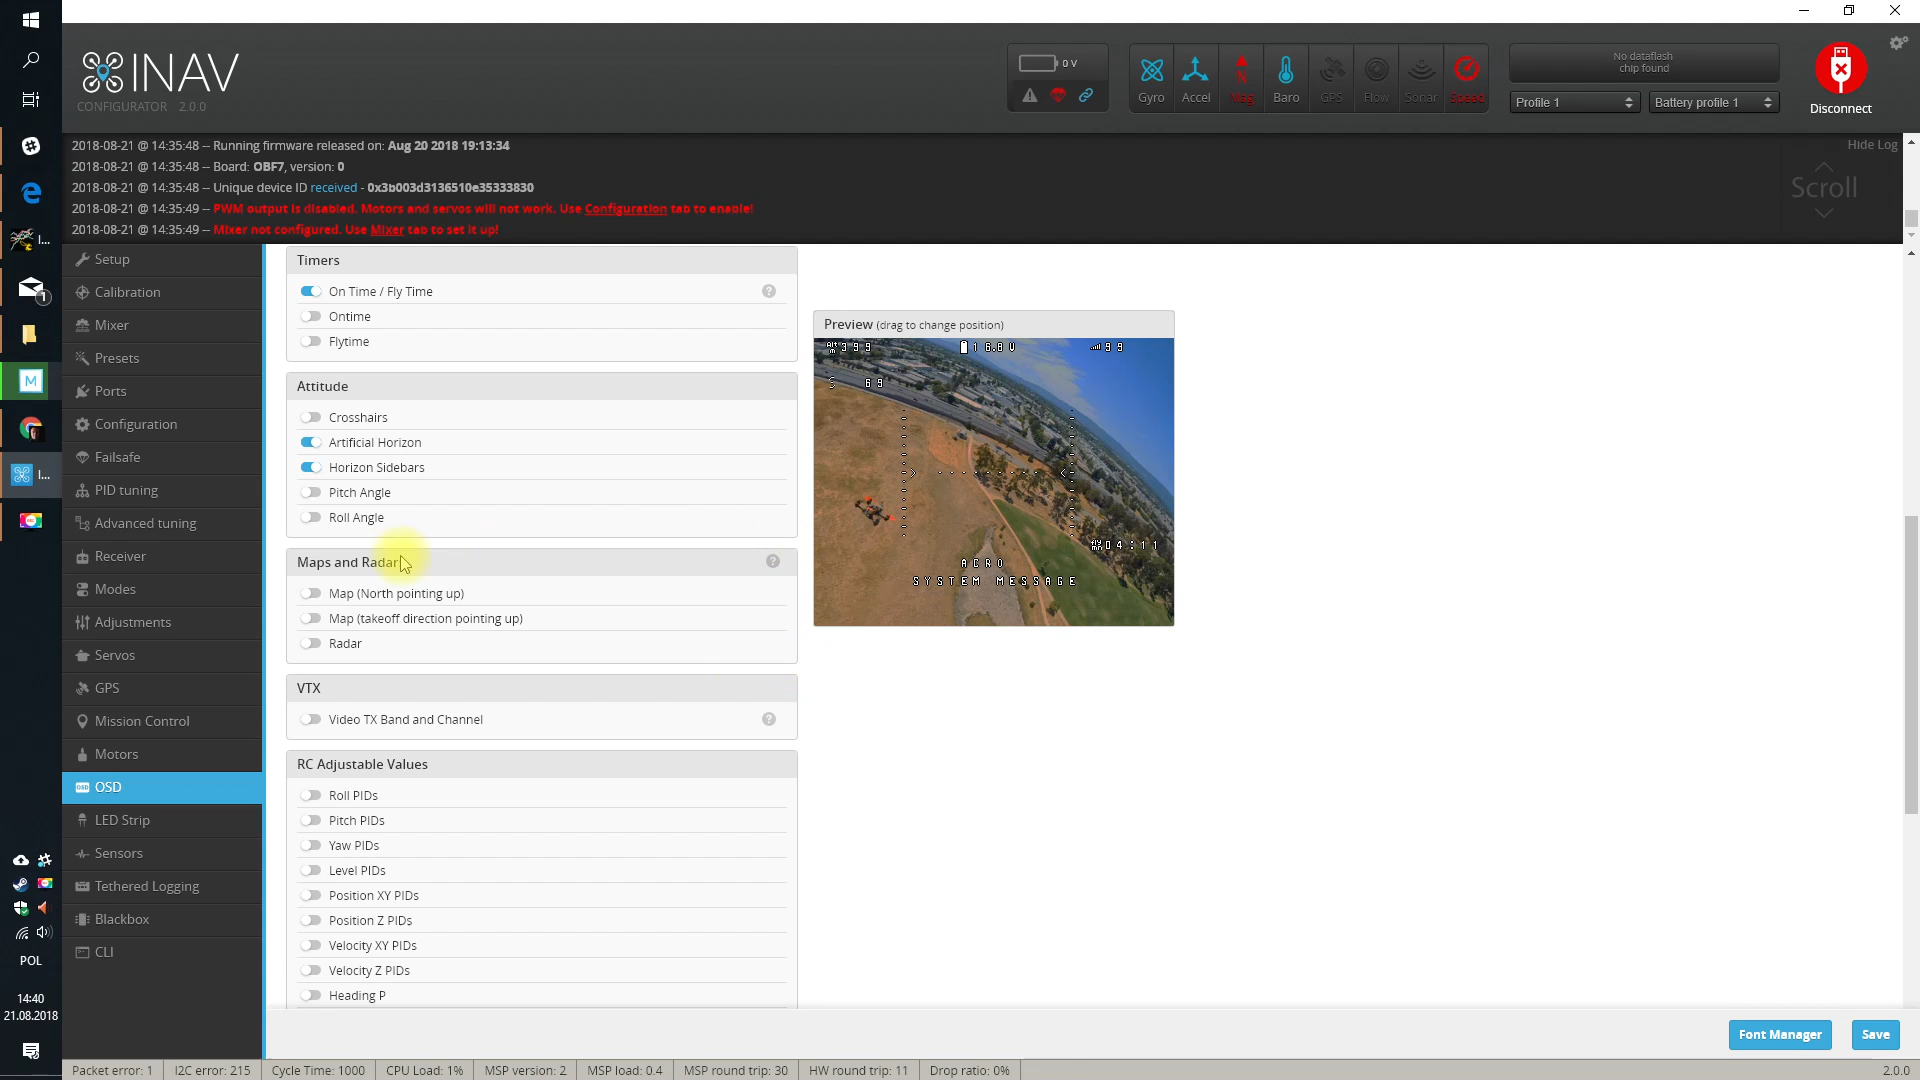 INAV
CONFIGURATOR 2.0.0
0 V
Gyro
Accel
Mag
Baro
GPS
Flow
Sonar
Speed
No dataflash
chip found
Profile 1
Battery profile 1
Disconnect
2018-08-21 @ 14:35:48 -- Running firmware released on: Aug 20 2018 19:13:34
2018-08-21 @ 14:35:48 -- Board: OBF7, version: 0
2018-08-21 @ 14:35:48 -- Unique device ID received - 0x3b003d3136510e35333830
2018-08-21 @ 14:35:49 -- PWM output is disabled. Motors and servos will not work. Use Configuration tab to enable!
2018-08-21 @ 14:35:49 -- Mixer not configured. Use Mixer tab to set it up!
Hide Log
Scroll
Setup
Calibration
Mixer
Presets
Ports
Configuration
Failsafe
PID tuning
Advanced tuning
Receiver
Modes
Adjustments
Servos
GPS
Mission Control
Motors
OSD
LED Strip
Sensors
Tethered Logging
Blackbox
CLI
Timers
On Time / Fly Time
Ontime
Flytime
Attitude
Crosshairs
Artificial Horizon
Horizon Sidebars
Pitch Angle
Roll Angle
Maps and Radar
Map (North pointing up)
Map (takeoff direction pointing up)
Radar
VTX
Video TX Band and Channel
RC Adjustable Values
Roll PIDs
Pitch PIDs
Yaw PIDs
Level PIDs
Position XY PIDs
Position Z PIDs
Velocity XY PIDs
Velocity Z PIDs
Heading P
Preview (drag to change position)
Alt m 399
16.8V
99
S 69
fly mn 04:11
ACRO
SYSTEM MESSAGE
Font Manager
Save
I...
1
M
I...
POL
14:40
21.08.2018
Packet error: 1
I2C error: 215
Cycle Time: 1000
CPU Load: 1%
MSP version: 2
MSP load: 0.4
MSP round trip: 30
HW round trip: 11
Drop ratio: 0%
2.0.0